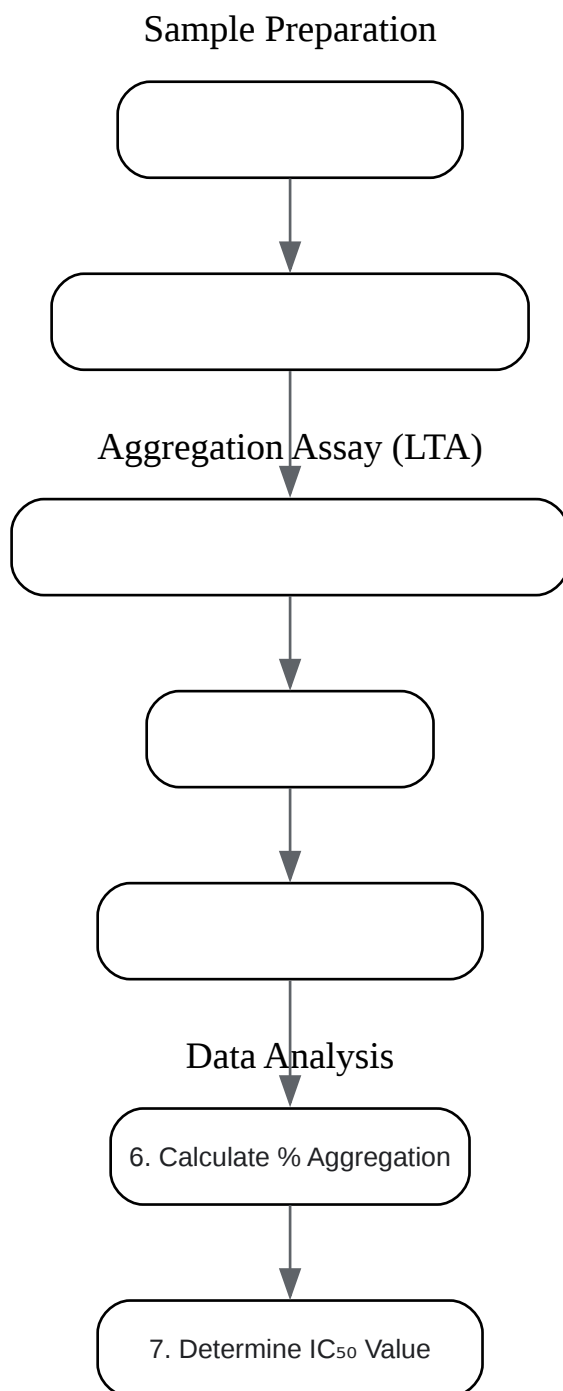 Sample Preparation
Aggregation Assay (LTA)
Data Analysis
6. Calculate % Aggregation
7. Determine IC₅₀ Value